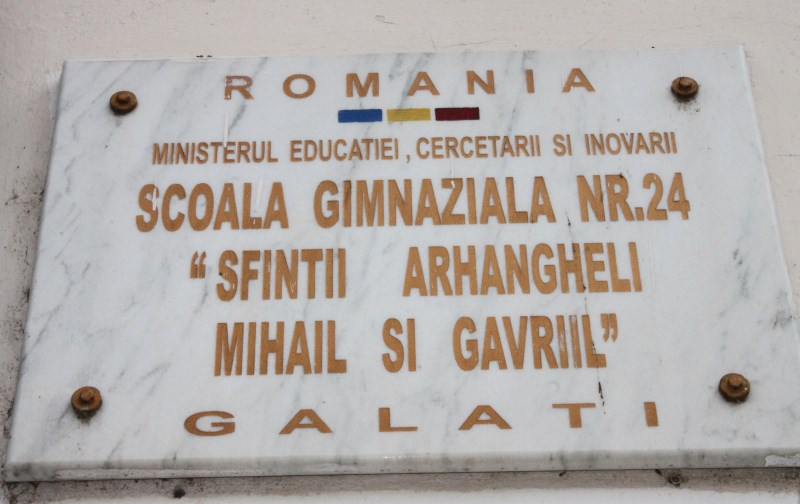 ROMANIA
MINISTERUL EDUCATIEI, CERCETARII SI INOVARII
SCOALA GIMNAZIALA NR.24
“SFINTII ARHANGHELI
MIHAIL SI GAVRIIL”
GALATI